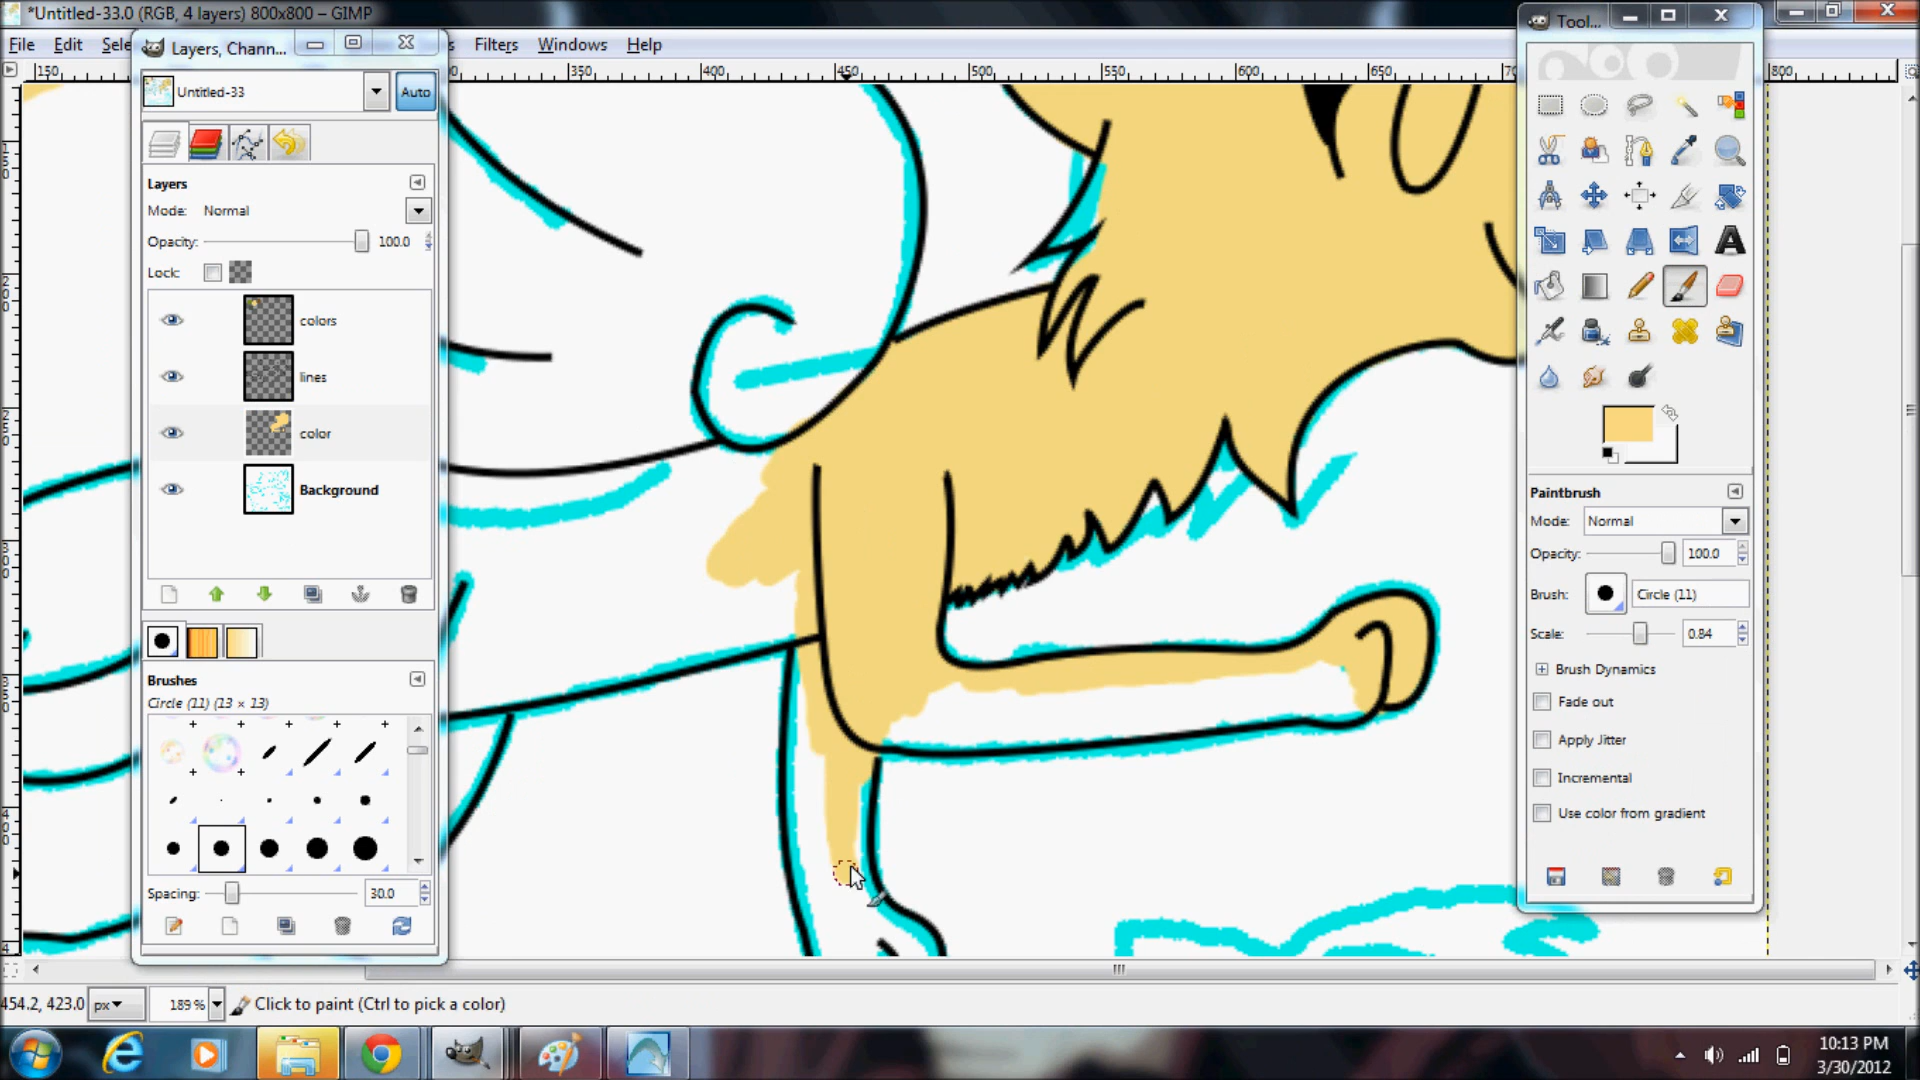 *Untitled-33.0 (RGB, 4 layers) 800x800 – GIMP
File Edit Sele Filters Windows Help
Layers, Chann...
Tool...
150 350 400 450 500 550 600 650 800
Untitled-33
Auto
Layers
Mode: Normal
Opacity: 100.0
Lock:
colors
lines
color
Background
Brushes
Circle (11) (13 × 13)
Spacing: 30.0
Paintbrush
Mode: Normal
Opacity: 100.0
Brush: Circle (11)
Scale: 0.84
Brush Dynamics
Fade out
Apply Jitter
Incremental
Use color from gradient
454.2, 423.0 px 189 % Click to paint (Ctrl to pick a color)
10:13 PM
3/30/2012